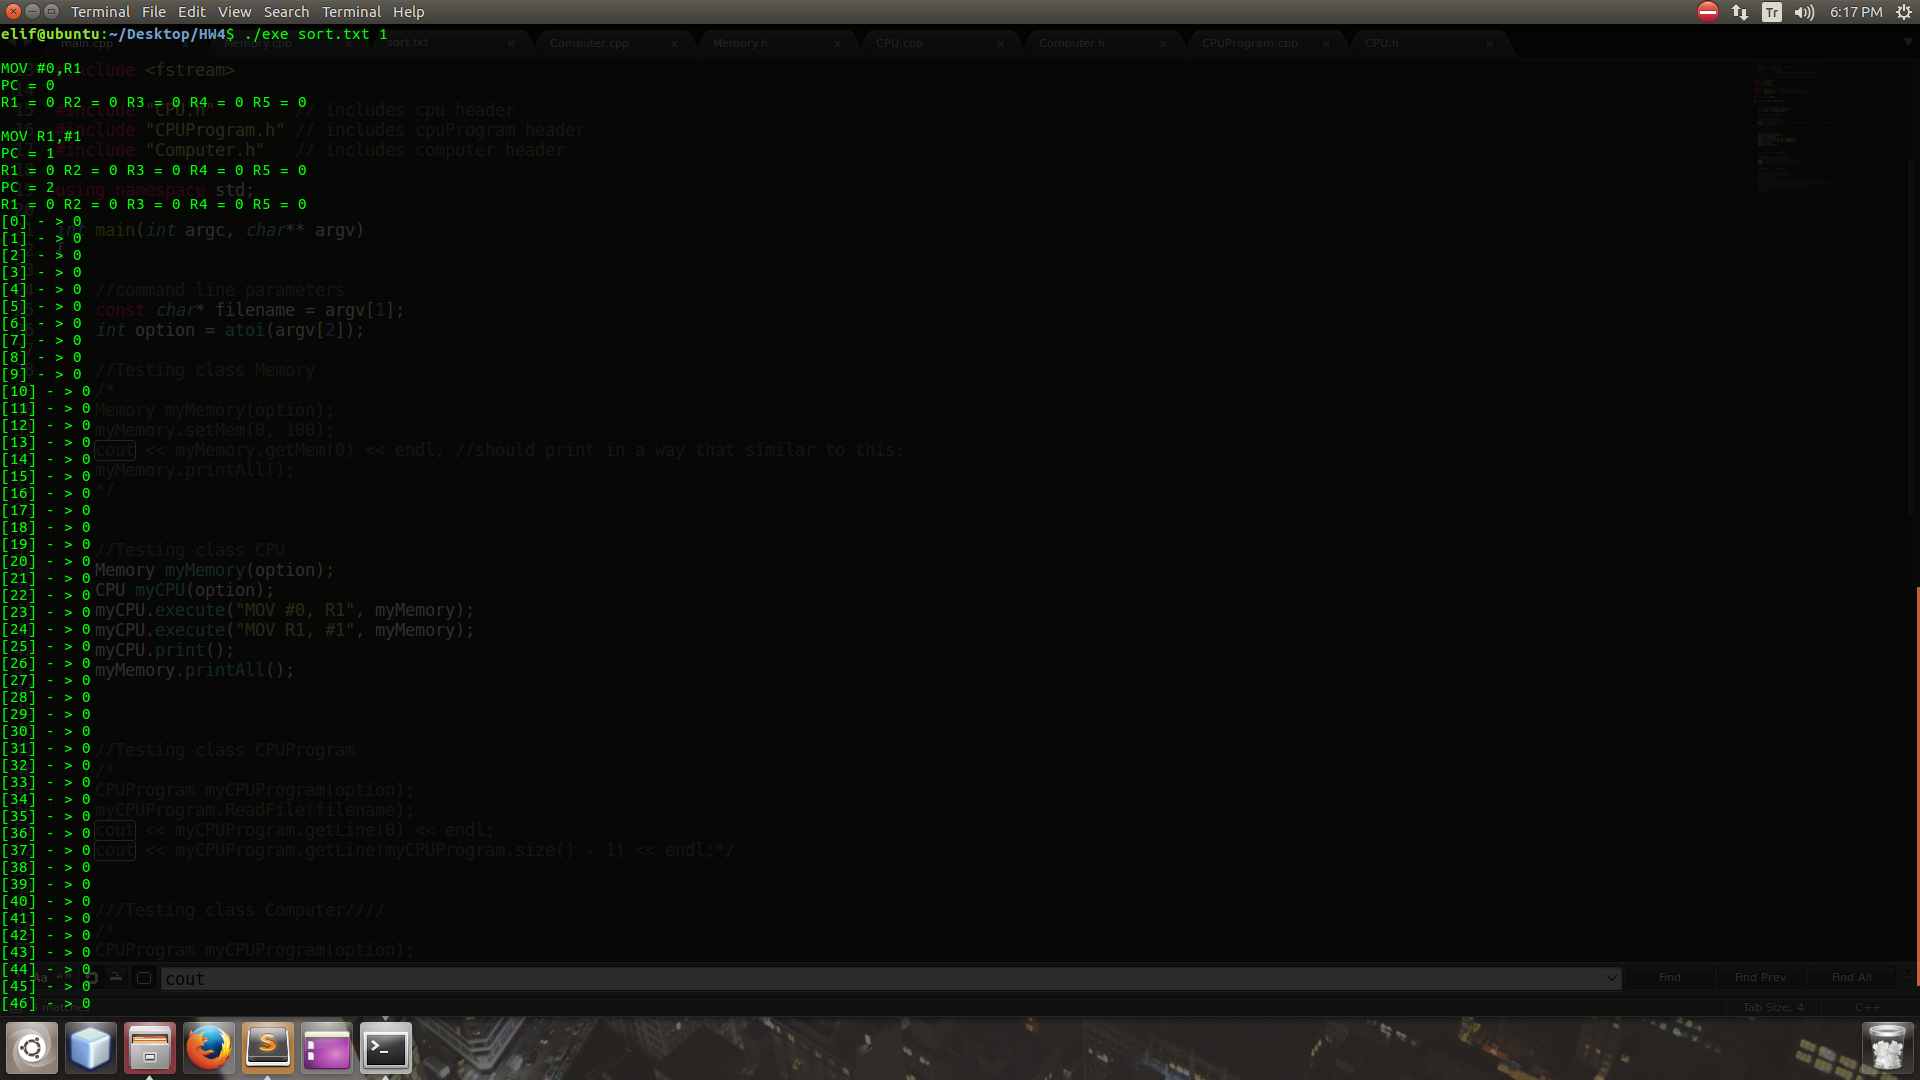 Terminal File Edit View Search Terminal Help
Tr 6:17 PM
elif@ubuntu:~/Desktop/HW4$ ./exe sort.txt 1
main.cpp Memory.cpp sort.txt Computer.cpp Memory.h CPU.cpp Computer.h CPUProgram.cpp CPU.h
MOV #0,R1
#include <fstream>
PC = 0
R1 = 0 R2 = 0 R3 = 0 R4 = 0 R5 = 0
#include "CPU.h" // includes cpu header
#include "CPUProgram.h" // includes cpuProgram header
MOV R1,#1
#include "Computer.h" // includes computer header
PC = 1
R1 = 0 R2 = 0 R3 = 0 R4 = 0 R5 = 0
PC = 2
using namespace std;
R1 = 0 R2 = 0 R3 = 0 R4 = 0 R5 = 0
[0] - > 0
int main(int argc, char** argv)
[1] - > 0
{
[2] - > 0
[3] - > 0
[4] - > 0
//command line parameters
[5] - > 0
const char* filename = argv[1];
[6] - > 0
int option = atoi(argv[2]);
[7] - > 0
[8] - > 0
[9] - > 0
//Testing class Memory
[10] - > 0
/*
[11] - > 0
Memory myMemory(option);
[12] - > 0
myMemory.setMem(0, 100);
[13] - > 0
cout << myMemory.getMem(0) << endl; //should print in a way that similar to this:
[14] - > 0
[15] - > 0
myMemory.printAll();
[16] - > 0
*/
[17] - > 0
[18] - > 0
[19] - > 0
//Testing class CPU
[20] - > 0
Memory myMemory(option);
[21] - > 0
[22] - > 0
CPU myCPU(option);
[23] - > 0
myCPU.execute("MOV #0, R1", myMemory);
[24] - > 0
myCPU.execute("MOV R1, #1", myMemory);
[25] - > 0
myCPU.print();
[26] - > 0
myMemory.printAll();
[27] - > 0
[28] - > 0
[29] - > 0
[30] - > 0
[31] - > 0
//Testing class CPUProgram
[32] - > 0
/*
[33] - > 0
CPUProgram myCPUProgram(option);
[34] - > 0
myCPUProgram.ReadFile(filename);
[35] - > 0
[36] - > 0
cout << myCPUProgram.getLine(0) << endl;
[37] - > 0
cout << myCPUProgram.getLine(myCPUProgram.size() - 1) << endl;*/
[38] - > 0
[39] - > 0
[40] - > 0
///Testing class Computer////
[41] - > 0
[42] - > 0
/*
[43] - > 0
CPUProgram myCPUProgram(option);
[44] - > 0
[45] - > 0
cout Find Find Prev Find All
[46] - > 0
Tab Size: 4 C++